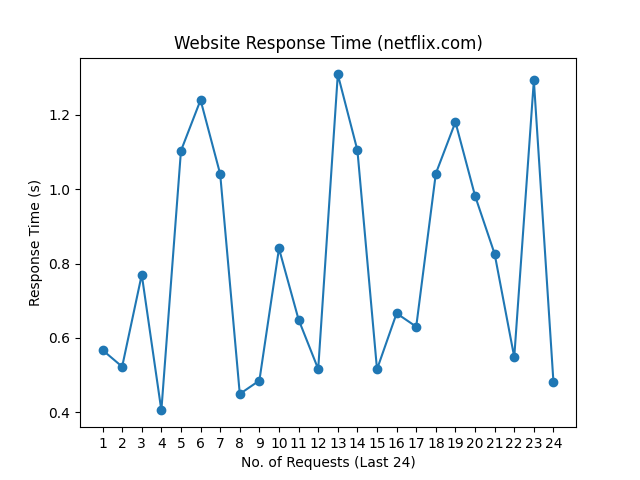 Website Response Time (netflix.com)
1.2
1.0
0.8
0.6
0.4
Response Time (s)
1 2 3 4 5 6 7 8 9 10 11 12 13 14 15 16 17 18 19 20 21 22 23 24
No. of Requests (Last 24)